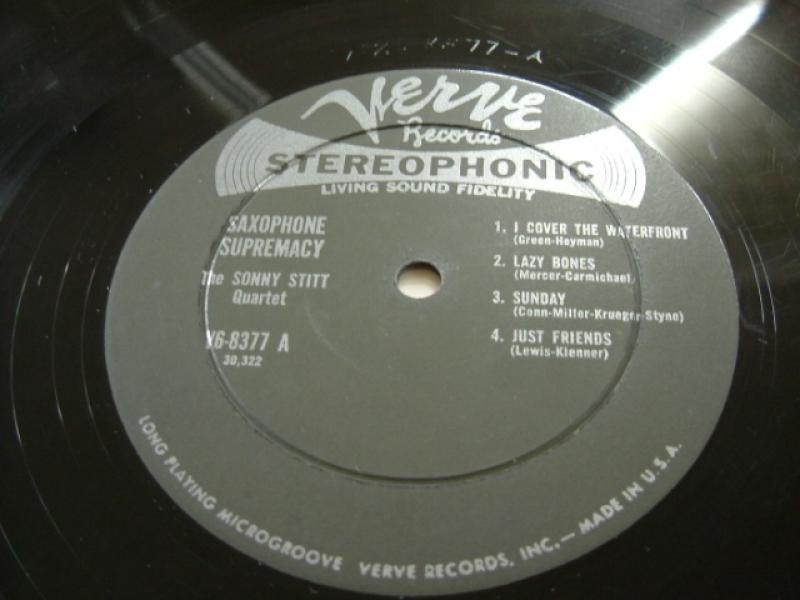 77-A
Verve
Records
STEREOPHONIC
LIVING SOUND FIDELITY
SAXOPHONE
SUPREMACY
The SONNY STITT
Quartet
V6-8377 A
30,322
1. I COVER THE WATERFRONT
(Green-Heyman)
2. LAZY BONES
(Mercer-Carmichael)
3. SUNDAY
(Conn-Miller-Krueger-Styne)
4. JUST FRIENDS
(Lewis-Klenner)
LONG PLAYING MICROGROOVE VERVE RECORDS, INC.— MADE IN U.S.A.